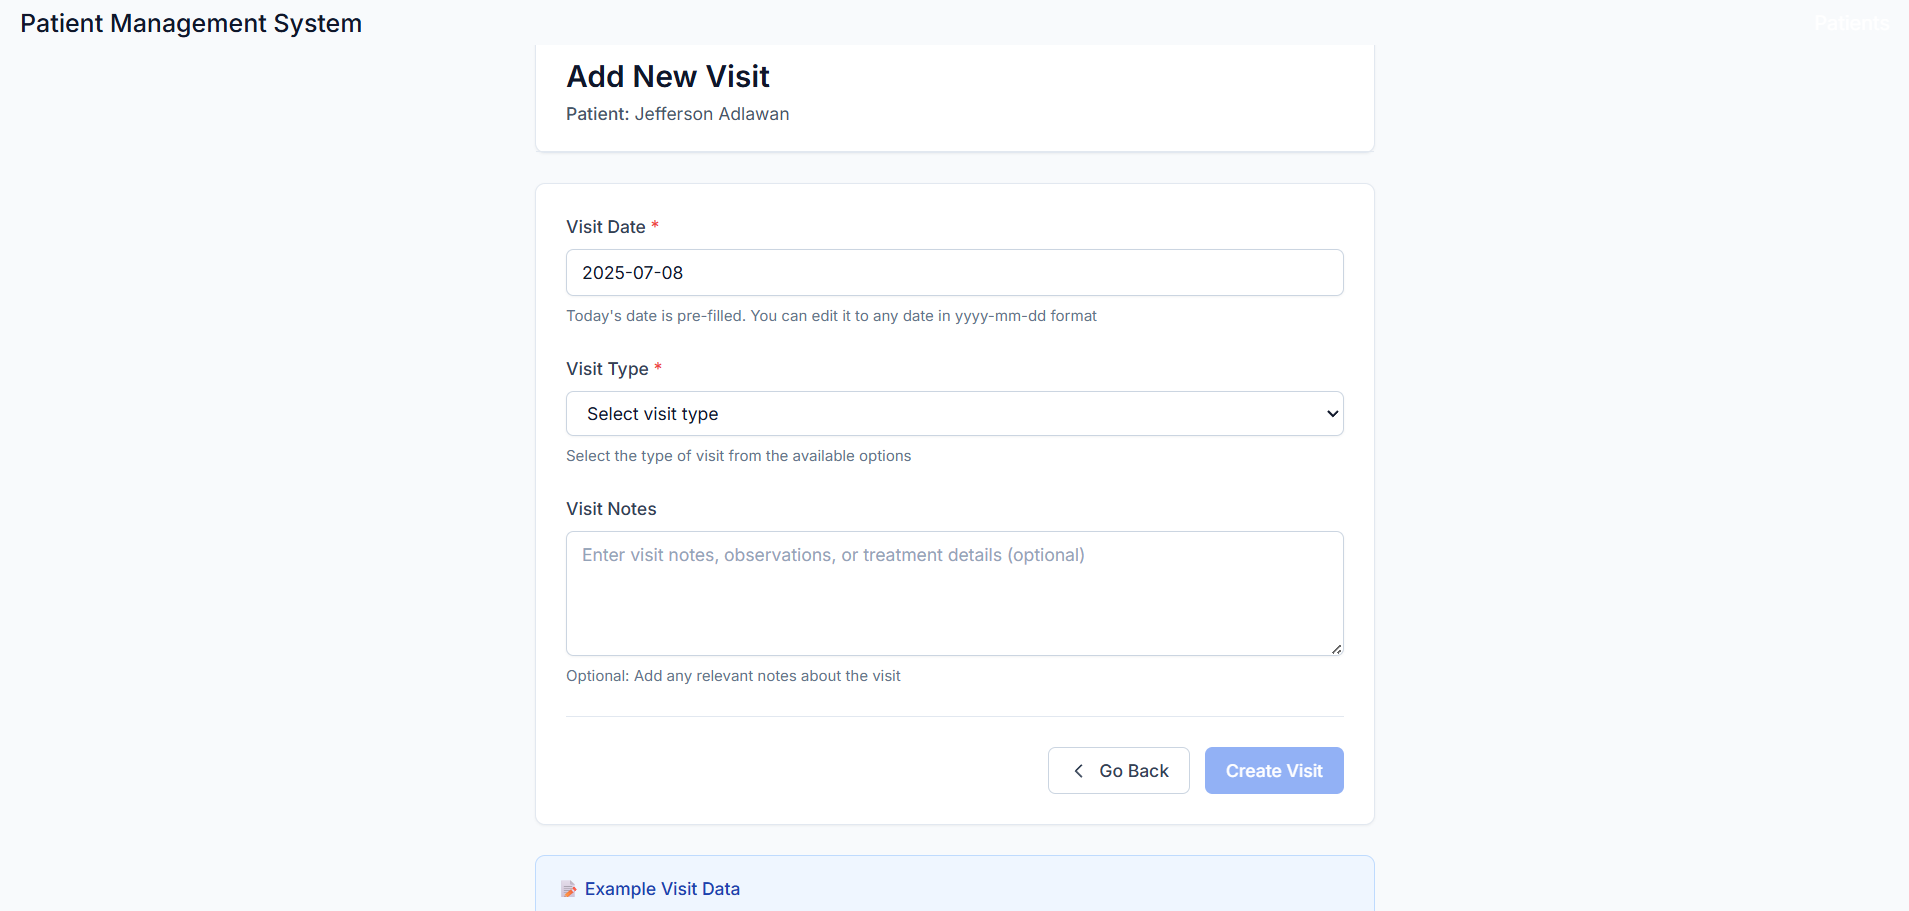 Patient Management System
Patients
Add New Visit
Patient: Jefferson Adlawan
Visit Date *
2025-07-08
Today's date is pre-filled. You can edit it to any date in yyyy-mm-dd format
Visit Type *
Select visit type
Select the type of visit from the available options
Visit Notes
Enter visit notes, observations, or treatment details (optional)
Optional: Add any relevant notes about the visit
Go Back
Create Visit
Example Visit Data